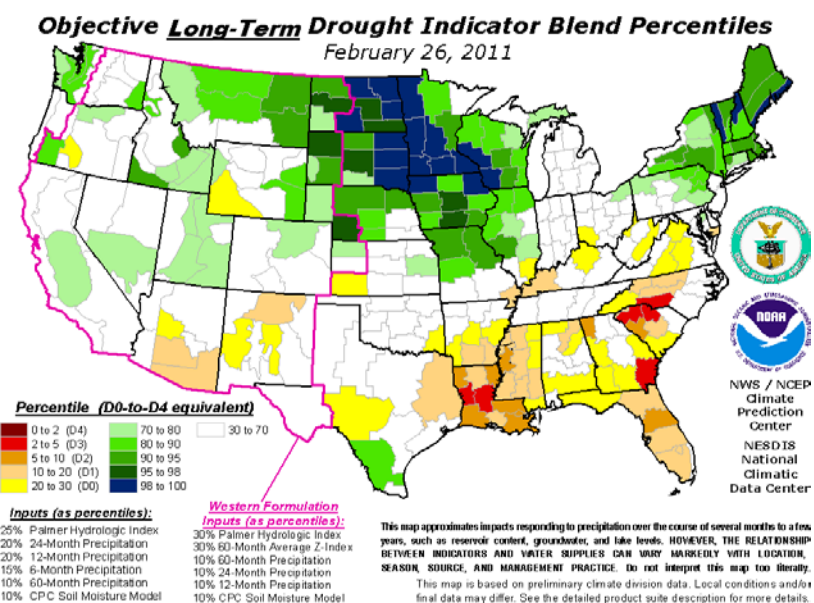 Objective Long-Term Drought Indicator Blend Percentiles
February 26, 2011
NOAA
NWS / NCEP
Climate
Prediction
Center
NESDIS
National
Climatic
Data Center
Percentile (D0-to-D4 equivalent)
0 to 2 (D4)
2 to 5 (D3)
5 to 10 (D2)
10 to 20 (D1)
20 to 30 (D0)
70 to 80
80 to 90
90 to 95
95 to 98
98 to 100
30 to 70
Inputs (as percentiles):
25% Palmer Hydrologic Index
20% 24-Month Precipitation
20% 12-Month Precipitation
15% 6-Month Precipitation
10% 60-Month Precipitation
10% CPC Soil Moisture Model
Western Formulation
Inputs (as percentiles):
30% Palmer Hydrologic Index
30% 60-Month Average Z-Index
10% 60-Month Precipitation
10% 24-Month Precipitation
10% 12-Month Precipitation
10% CPC Soil Moisture Model
This map approximates impacts responding to precipitation over the course of several months to a few
years, such as reservoir content, groundwater, and lake levels. HOWEVER, THE RELATIONSHIP
BETWEEN INDICATORS AND WATER SUPPLIES CAN VARY MARKEDLY WITH LOCATION,
SEASON, SOURCE, AND MANAGEMENT PRACTICE. Do not interpret this map too literally.
This map is based on preliminary climate division data. Local conditions and/or
final data may differ. See the detailed product suite description for more details.